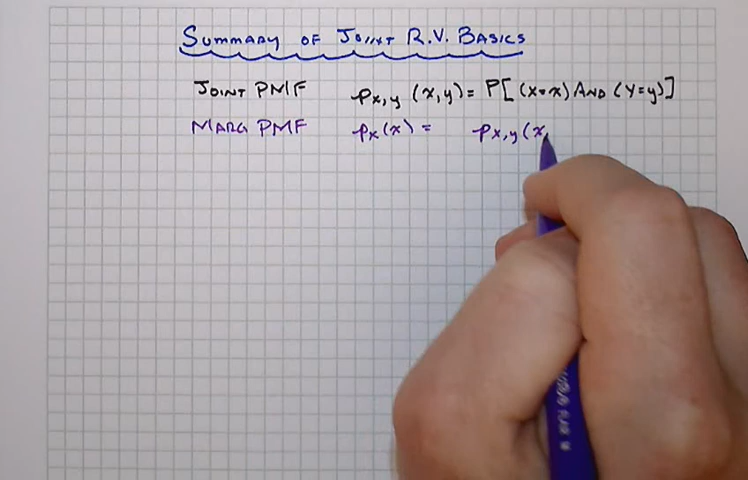 SUMMARY OF JOINT R.V. BASICS
JOINT PMF pX,Y (x,y) = P[(X=x) AND (Y=y)]
MARG PMF pX(x) = pX,Y(x,